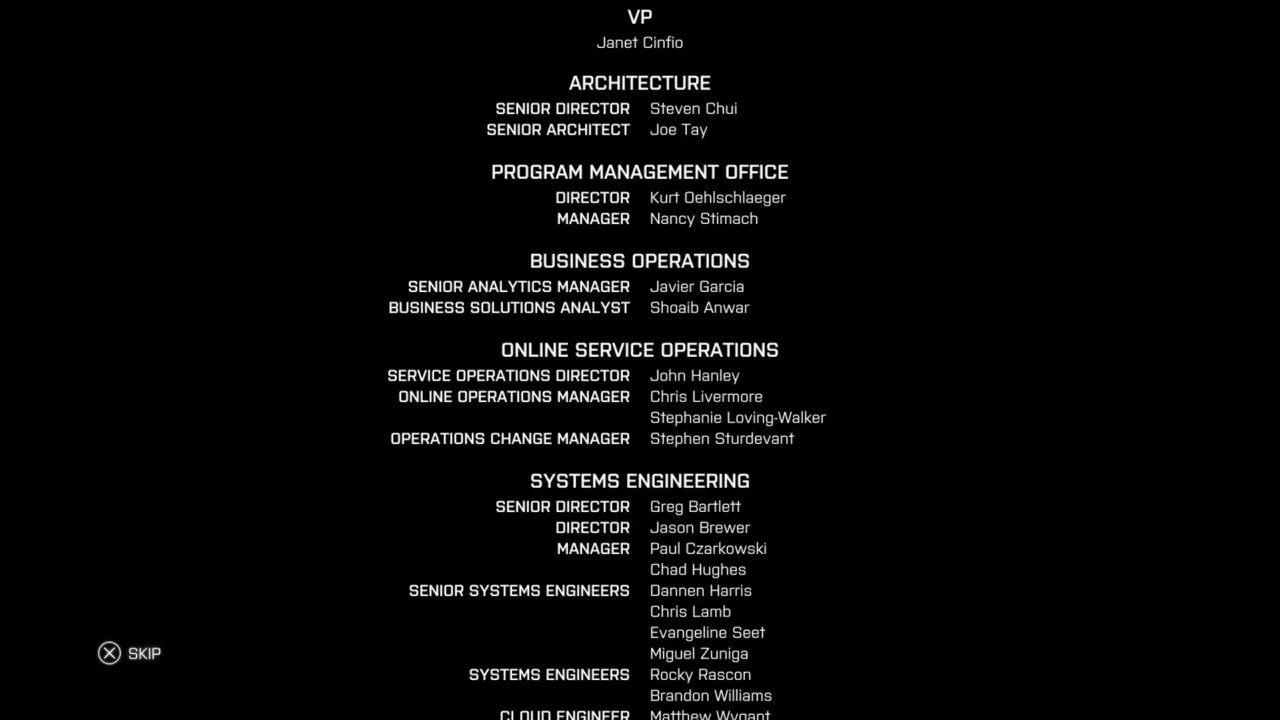 VP
Janet Cinfio
ARCHITECTURE
SENIOR DIRECTOR Steven Chui
SENIOR ARCHITECT Joe Tay
PROGRAM MANAGEMENT OFFICE
DIRECTOR Kurt Oehlschlaeger
MANAGER Nancy Stimach
BUSINESS OPERATIONS
SENIOR ANALYTICS MANAGER Javier Garcia
BUSINESS SOLUTIONS ANALYST Shoaib Anwar
ONLINE SERVICE OPERATIONS
SERVICE OPERATIONS DIRECTOR John Hanley
ONLINE OPERATIONS MANAGER Chris Livermore
Stephanie Loving-Walker
OPERATIONS CHANGE MANAGER Stephen Sturdevant
SYSTEMS ENGINEERING
SENIOR DIRECTOR Greg Bartlett
DIRECTOR Jason Brewer
MANAGER Paul Czarkowski
Chad Hughes
SENIOR SYSTEMS ENGINEERS Dannen Harris
Chris Lamb
Evangeline Seet
Miguel Zuniga
SKIP
SYSTEMS ENGINEERS Rocky Rascon
Brandon Williams
CLOUD ENGINEER Matthew Wygant